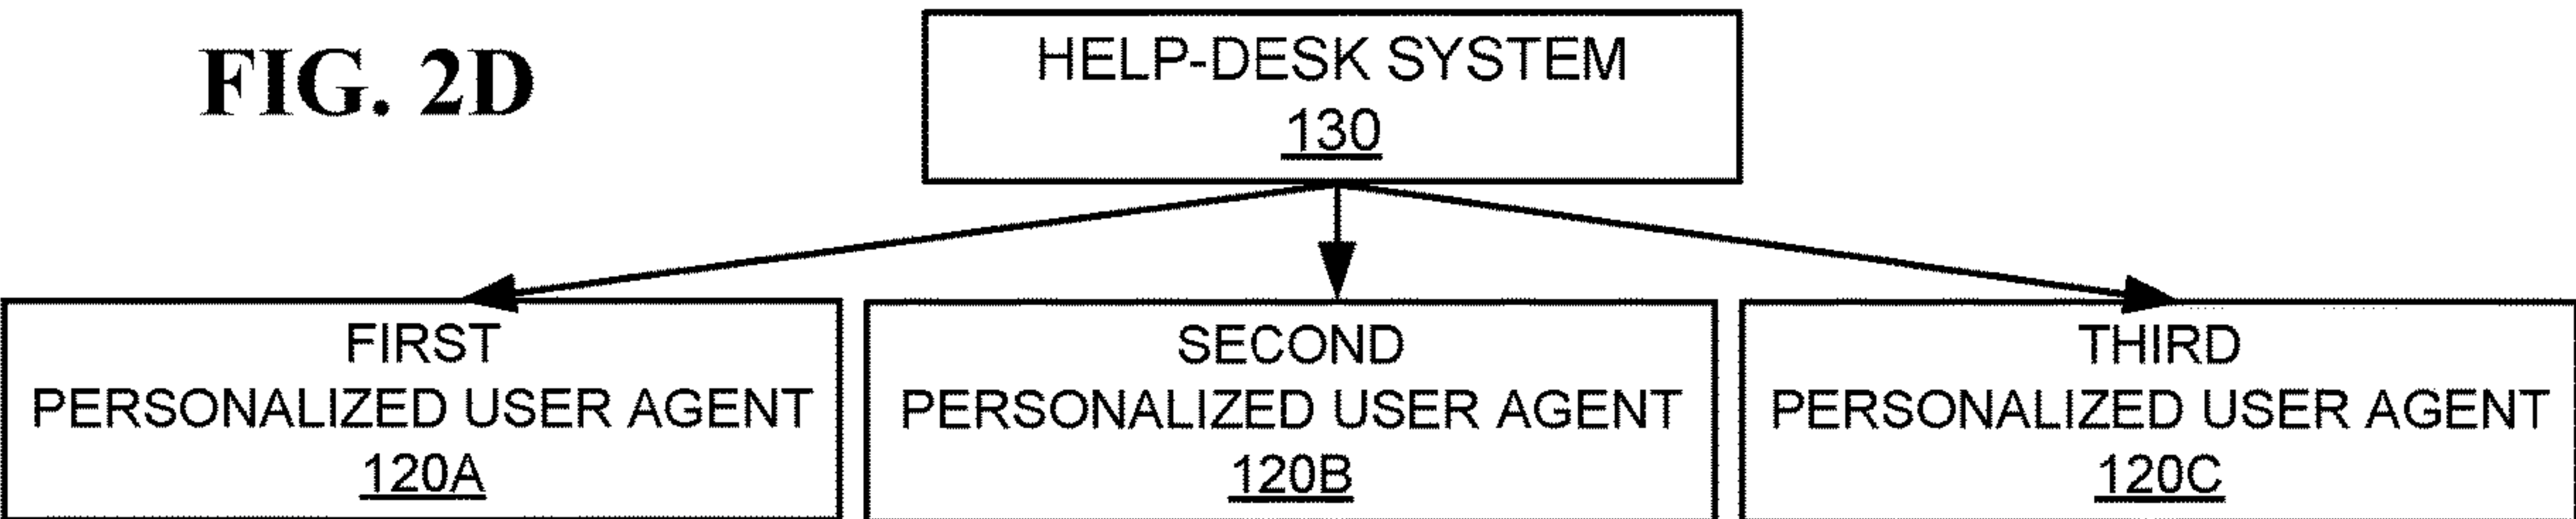 FIG. 2D
HELP-DESK SYSTEM
130
FIRST
PERSONALIZED USER AGENT
120A
SECOND
PERSONALIZED USER AGENT
120B
THIRD
PERSONALIZED USER AGENT
120C